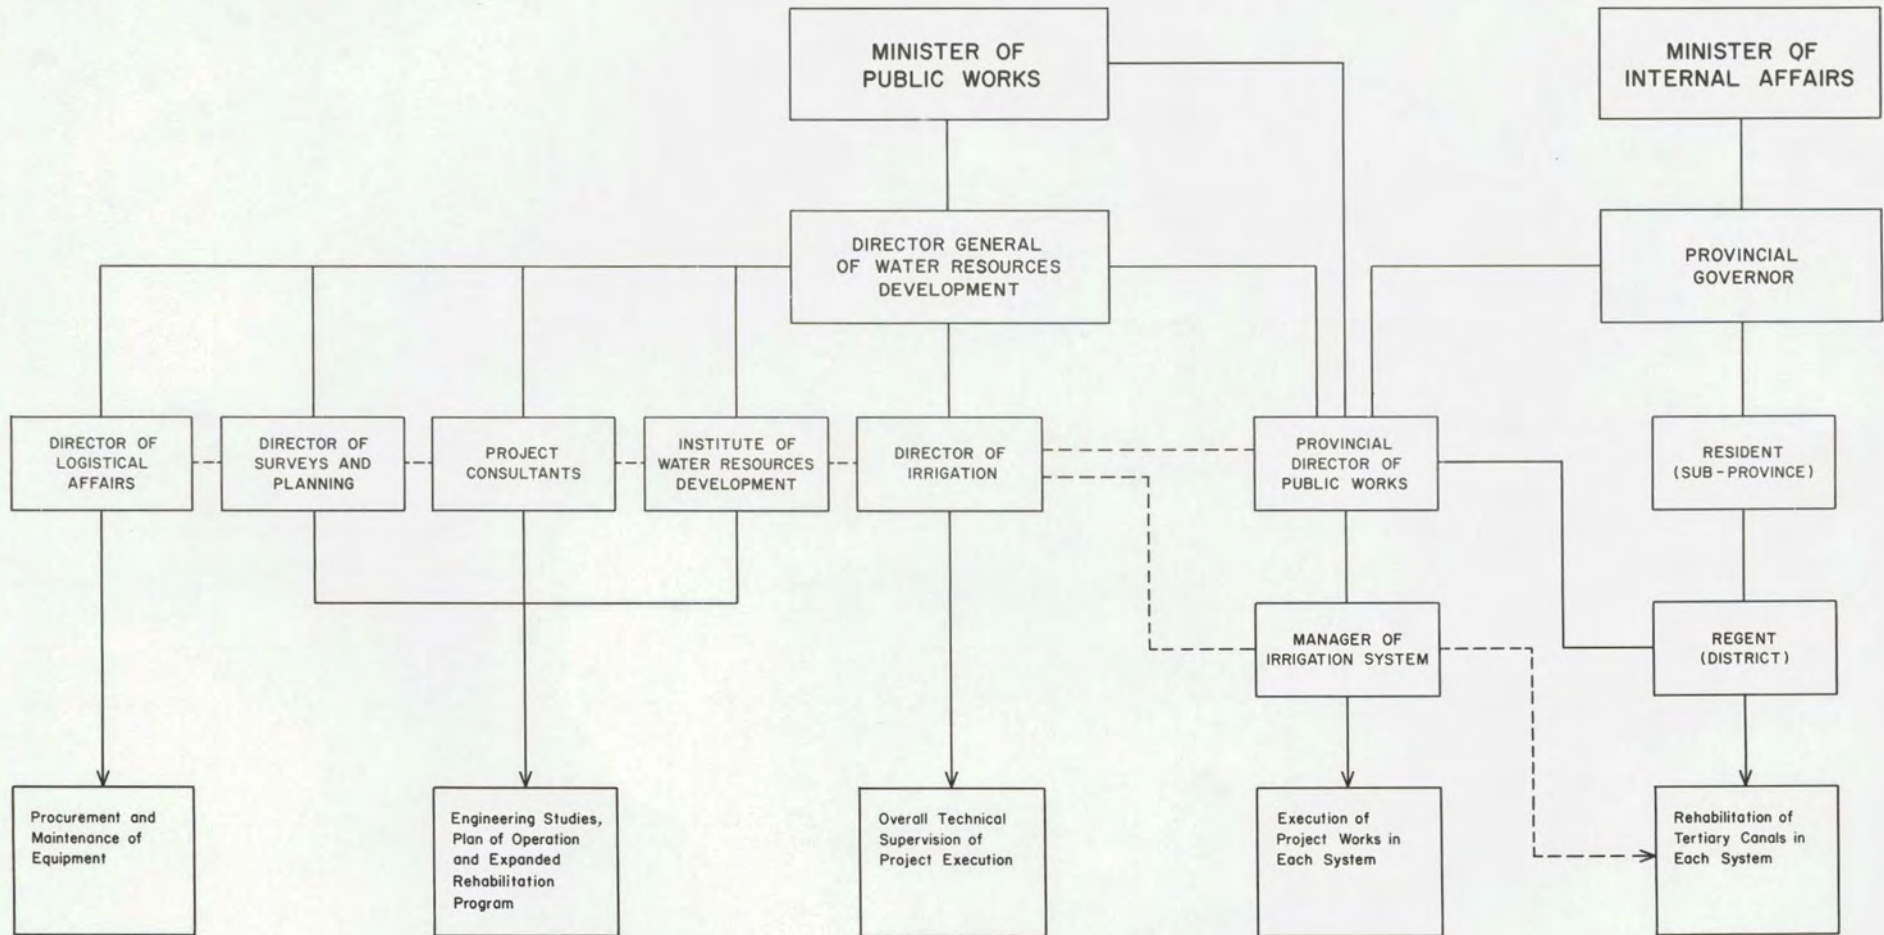 MINISTER OF
PUBLIC WORKS
MINISTER OF
INTERNAL AFFAIRS
DIRECTOR GENERAL
OF WATER RESOURCES
DEVELOPMENT
PROVINCIAL
GOVERNOR
DIRECTOR OF
LOGISTICAL
AFFAIRS
DIRECTOR OF
SURVEYS AND
PLANNING
PROJECT
CONSULTANTS
INSTITUTE OF
WATER RESOURCES
DEVELOPMENT
DIRECTOR OF
IRRIGATION
PROVINCIAL
DIRECTOR OF
PUBLIC WORKS
RESIDENT
(SUB-PROVINCE)
MANAGER OF
IRRIGATION SYSTEM
REGENT
(DISTRICT)
Procurement and
Maintenance of
Equipment
Engineering Studies,
Plan of Operation
and Expanded
Rehabilitation
Program
Overall Technical
Supervision of
Project Execution
Execution of
Project Works in
Each System
Rehabilitation of
Tertiary Canals in
Each System